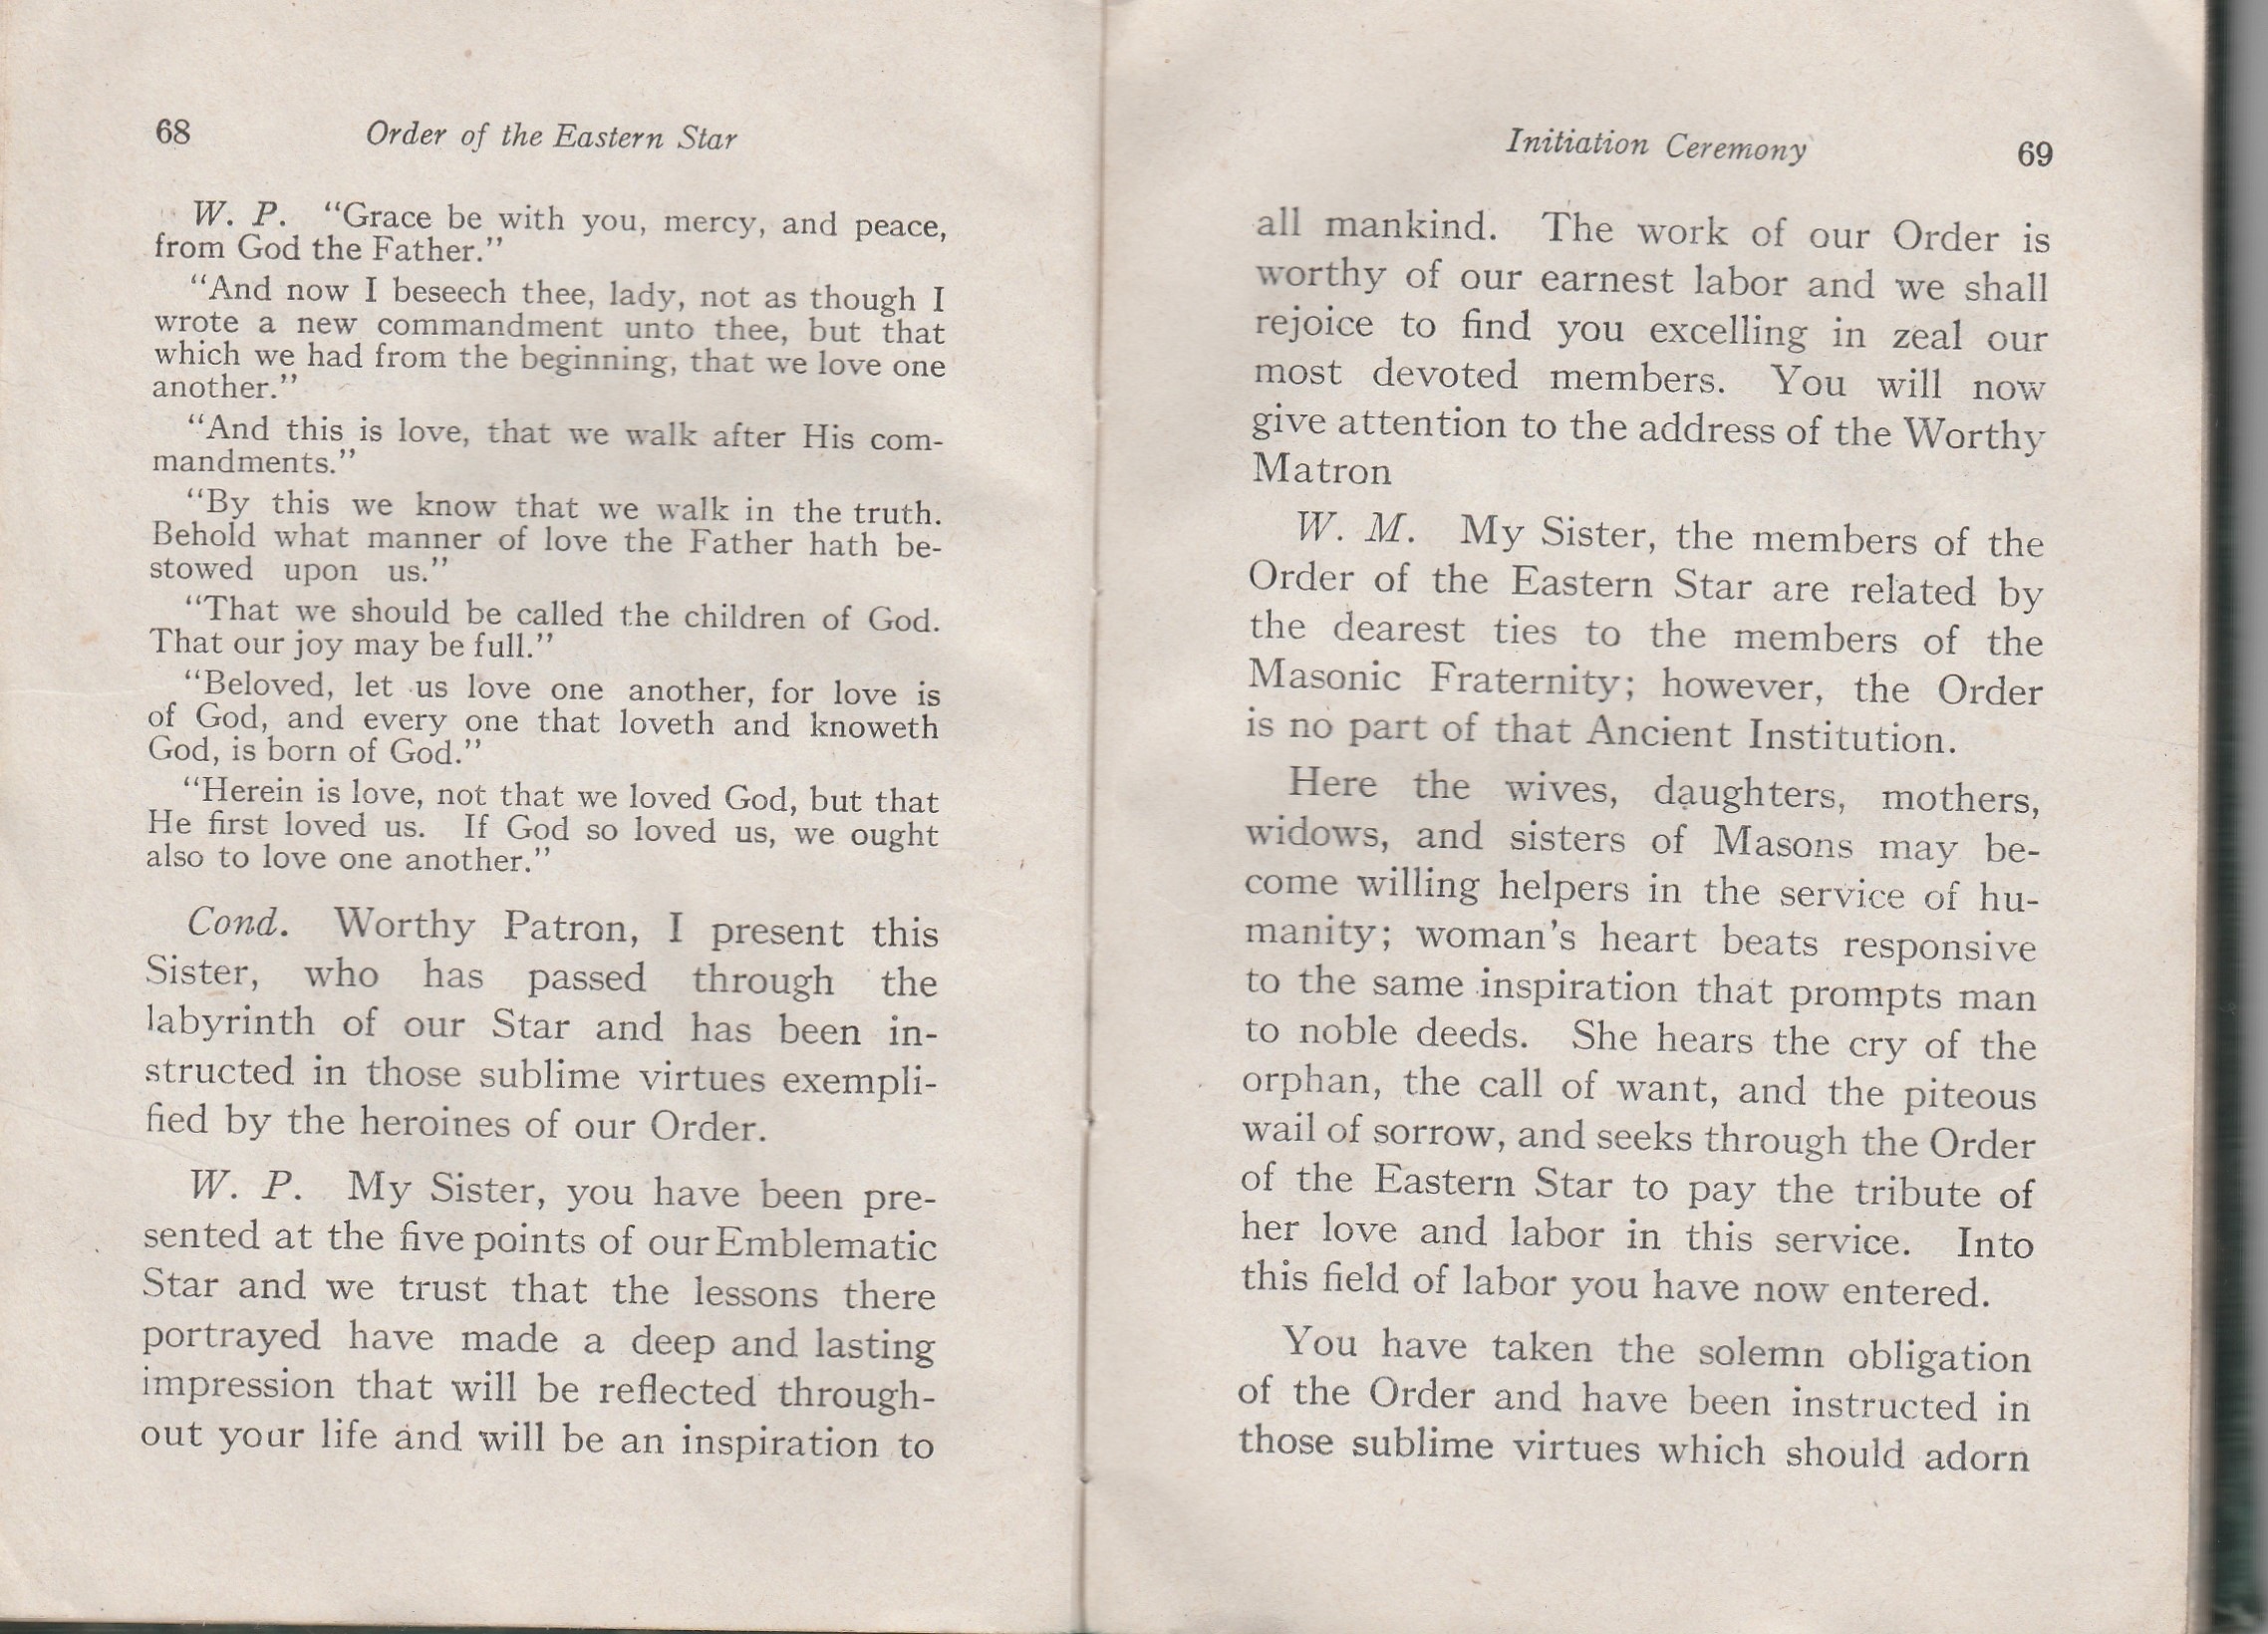 68 Order of the Eastern Star
W. P. “Grace be with you, mercy, and peace,
from God the Father.”
“And now I beseech thee, lady, not as though I
wrote a new commandment unto thee, but that
which we had from the beginning, that we love one
another.”
“And this is love, that we walk after His com-
mandments.”
“By this we know that we walk in the truth.
Behold what manner of love the Father hath be-
stowed upon us.”
“That we should be called the children of God.
That our joy may be full.”
“Beloved, let us love one another, for love is
of God, and every one that loveth and knoweth
God, is born of God.”
“Herein is love, not that we loved God, but that
He first loved us. If God so loved us, we ought
also to love one another.”
Cond. Worthy Patron, I present this
Sister, who has passed through the
labyrinth of our Star and has been in-
structed in those sublime virtues exempli-
fied by the heroines of our Order.
W. P. My Sister, you have been pre-
sented at the five points of our Emblematic
Star and we trust that the lessons there
portrayed have made a deep and lasting
impression that will be reflected through-
out your life and will be an inspiration to
Initiation Ceremony 69
all mankind. The work of our Order is
worthy of our earnest labor and we shall
rejoice to find you excelling in zeal our
most devoted members. You will now
give attention to the address of the Worthy
Matron
W. M. My Sister, the members of the
Order of the Eastern Star are related by
the dearest ties to the members of the
Masonic Fraternity; however, the Order
is no part of that Ancient Institution.
Here the wives, daughters, mothers,
widows, and sisters of Masons may be-
come willing helpers in the service of hu-
manity; woman’s heart beats responsive
to the same inspiration that prompts man
to noble deeds. She hears the cry of the
orphan, the call of want, and the piteous
wail of sorrow, and seeks through the Order
of the Eastern Star to pay the tribute of
her love and labor in this service. Into
this field of labor you have now entered.
You have taken the solemn obligation
of the Order and have been instructed in
those sublime virtues which should adorn